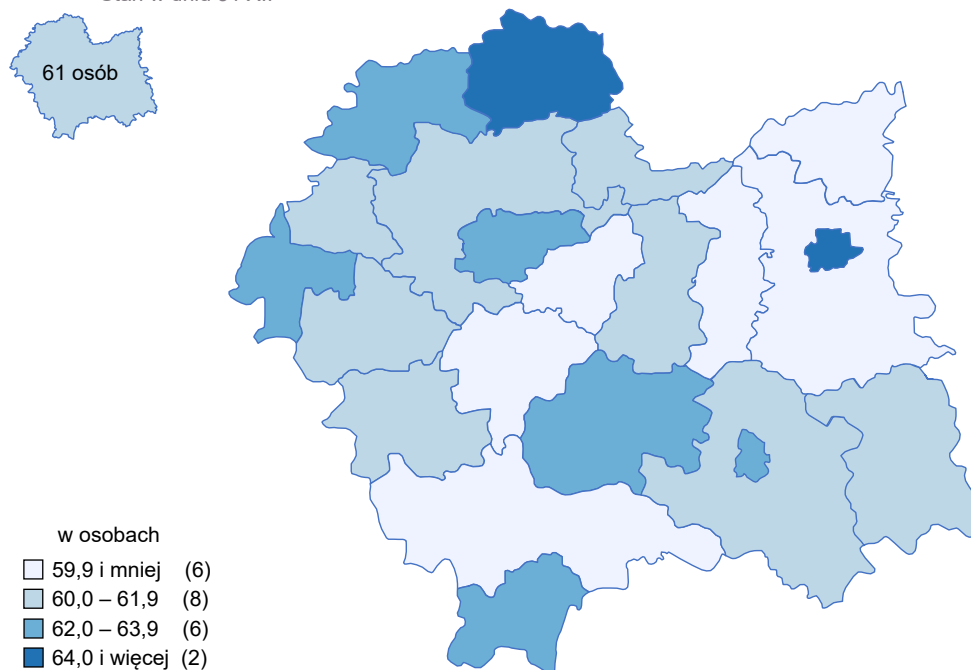 61 osób
w osobach
59,9 i mniej (6)
60,0 – 61,9 (8)
62,0 – 63,9 (6)
64,0 i więcej (2)